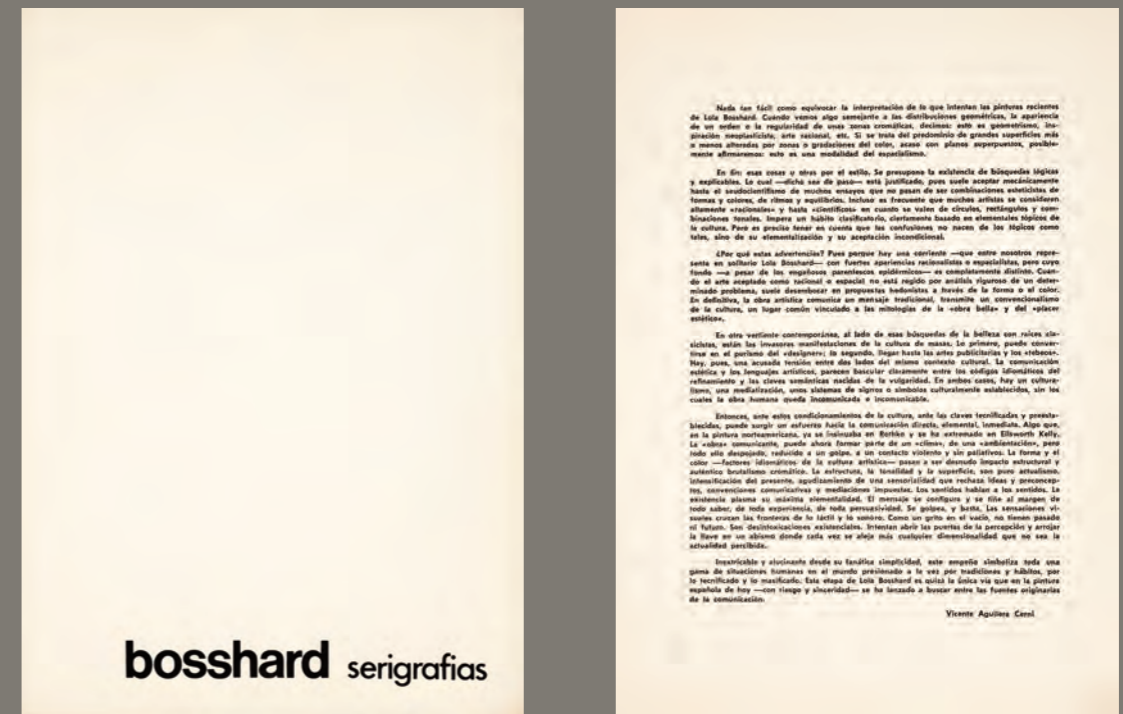 bosshard serigrafias
Nada tan fácil como equivocar la interpretación de lo que intentan las pinturas recientes
de Lola Bosshard. Cuando vemos algo semejante a las distribuciones geométricas, la apariencia
de un orden o la regularidad de unas zonas cromáticas, decimos: esto es geometrismo, ins-
piración neoplasticista, arte racional, etc. Si se trata del predominio de grandes superficies más
o menos alteradas por zonas o gradaciones del color, acaso con planos superpuestos, posible-
mente afirmaremos: esto es una modalidad del espacialismo.
En fin: esas cosas u otras por el estilo. Se presupone la existencia de búsquedas lógicas
y explicables. Lo cual —dicho sea de paso— está justificado, pues suele aceptar mecánicamente
hasta el seudocientifismo de muchos ensayos que no pasan de ser combinaciones esteticistas de
formas y colores, de ritmos y equilibrios. Incluso es frecuente que muchos artistas se consideren
altamente «racionales» y hasta «científicos» en cuanto se valen de círculos, rectángulos y com-
binaciones tonales. Impera un hábito clasificatorio, ciertamente basado en elementales tópicos de
la cultura. Pero es preciso tener en cuenta que las confusiones no nacen de los tópicos como
tales, sino de su elementalización y su aceptación incondicional.
¿Por qué estas advertencias? Pues porque hay una corriente —que entre nosotros repre-
senta en solitario Lola Bosshard— con fuertes apariencias racionalistas o espacialistas, pero cuyo
fondo —a pesar de los engañosos parentescos epidérmicos— es completamente distinto. Cuan-
do el arte aceptado como racional o espacial no está regido por análisis riguroso de un deter-
minado problema, suele desembocar en propuestas hedonistas a través de la forma o el color.
En definitiva, la obra artística comunica un mensaje tradicional, transmite un convencionalismo
de la cultura, un lugar común vinculado a las mitologías de la «obra bella» y del «placer
estético».
En otra vertiente contemporánea, al lado de esas búsquedas de la belleza con raíces cla-
sicistas, están las invasoras manifestaciones de la cultura de masas. Lo primero, puede conver-
tirse en el purismo del «designer»; lo segundo, llegar hasta las artes publicitarias y los «tebeos».
Hay, pues, una acusada tensión entre dos lados del mismo contexto cultural. La comunicación
estética y los lenguajes artísticos, parecen bascular claramente entre los códigos idiomáticos del
refinamiento y las claves semánticas nacidas de la vulgaridad. En ambos casos, hay un cultura-
lismo, una mediatización, unos sistemas de signos o símbolos culturalmente establecidos, sin los
cuales la obra humana queda incomunicada e incomunicable.
Entonces, ante estos condicionamientos de la cultura, ante las claves tecnificadas y preesta-
blecidas, puede surgir un esfuerzo hacia la comunicación directa, elemental, inmediata. Algo que,
en la pintura norteamericana, ya se insinuaba en Rothko y se ha extremado en Ellsworth Kelly.
La «obra» comunicante, puede ahora formar parte de un «clima», de una «ambientación», pero
todo ello despojado, reducido a un golpe, a un contacto violento y sin paliativos. La forma y el
color —factores idiomáticos de la cultura artística— pasan a ser desnudo impacto estructural y
auténtico brutalismo cromático. La estructura, la tonalidad y la superficie, son puro actualismo,
intensificación del presente, agudizamiento de una sensorialidad que rechaza ideas y preconcep-
tos, convenciones comunicativas y mediaciones impuestas. Los sentidos hablan a los sentidos. La
existencia plasma su máxima elementalidad. El mensaje se configura y se tiñe al margen de
todo saber, de toda experiencia, de toda persuasividad. Se golpea, y basta. Las sensaciones vi-
suales cruzan las fronteras de lo táctil y lo sonoro. Como un grito en el vacío, no tienen pasado
ni futuro. Son desintoxicaciones existenciales. Intentan abrir las puertas de la percepción y arrojar
la llave en un abismo donde cada vez se aleja más cualquier dimensionalidad que no sea la
actualidad percibida.
Inextricable y alucinante desde su fanática simplicidad, este empeño simboliza toda una
gama de situaciones humanas en el mundo presionado a la vez por tradiciones y hábitos, por
lo tecnificado y lo masificado. Esta etapa de Lola Bosshard es quizá la única vía que en la pintura
española de hoy —con riesgo y sinceridad— se ha lanzado a buscar entre las fuentes originarias
de la comunicación.
Vicente Aguilera Cerni